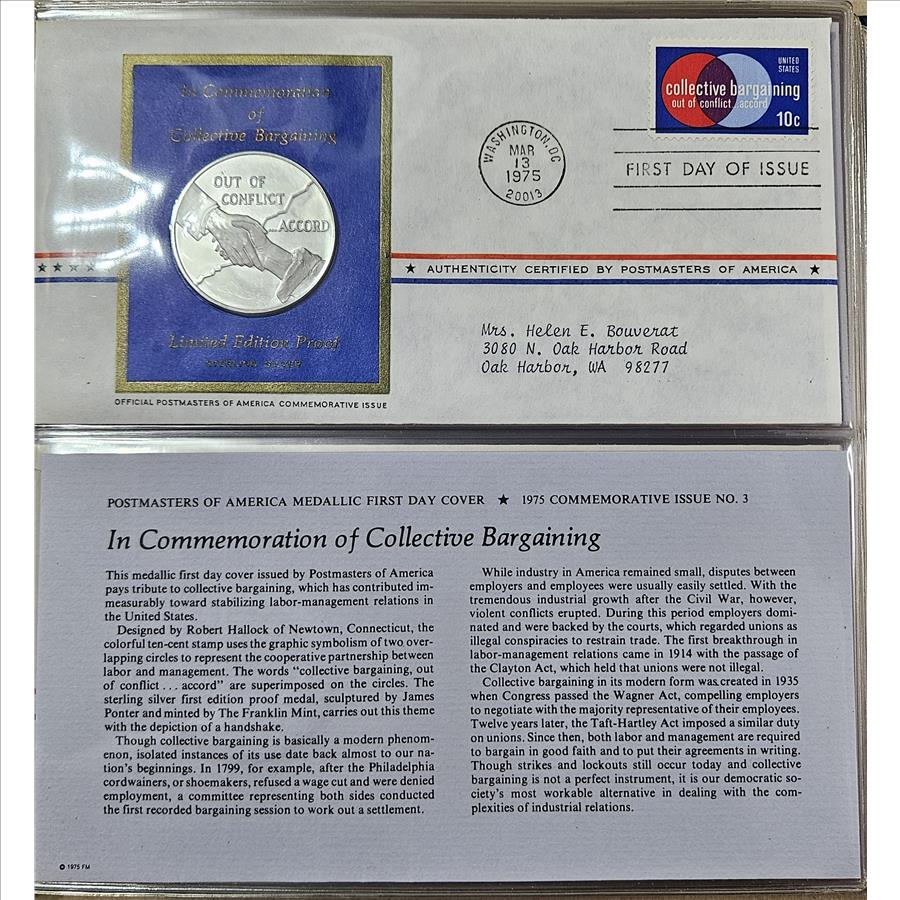 In Commemoration
of
Collective Bargaining
OUT OF
CONFLICT
...ACCORD
Limited Edition Proof
STERLING SILVER
OFFICIAL POSTMASTERS OF AMERICA COMMEMORATIVE ISSUE
WASHINGTON, DC
MAR
13
1975
20013
UNITED
STATES
collective bargaining
out of conflict...accord
10c
FIRST DAY OF ISSUE
★ AUTHENTICITY CERTIFIED BY POSTMASTERS OF AMERICA ★
Mrs. Helen E. Bouverat
3080 N. Oak Harbor Road
Oak Harbor, WA 98277
POSTMASTERS OF AMERICA MEDALLIC FIRST DAY COVER ★ 1975 COMMEMORATIVE ISSUE NO. 3
In Commemoration of Collective Bargaining
This medallic first day cover issued by Postmasters of America
pays tribute to collective bargaining, which has contributed im-
measurably toward stabilizing labor-management relations in
the United States.
Designed by Robert Hallock of Newtown, Connecticut, the
colorful ten-cent stamp uses the graphic symbolism of two over-
lapping circles to represent the cooperative partnership between
labor and management. The words "collective bargaining, out
of conflict . . . accord" are superimposed on the circles. The
sterling silver first edition proof medal, sculptured by James
Ponter and minted by The Franklin Mint, carries out this theme
with the depiction of a handshake.
Though collective bargaining is basically a modern phenom-
enon, isolated instances of its use date back almost to our na-
tion's beginnings. In 1799, for example, after the Philadelphia
cordwainers, or shoemakers, refused a wage cut and were denied
employment, a committee representing both sides conducted
the first recorded bargaining session to work out a settlement.
While industry in America remained small, disputes between
employers and employees were usually easily settled. With the
tremendous industrial growth after the Civil War, however,
violent conflicts erupted. During this period employers domi-
nated and were backed by the courts, which regarded unions as
illegal conspiracies to restrain trade. The first breakthrough in
labor-management relations came in 1914 with the passage of
the Clayton Act, which held that unions were not illegal.
Collective bargaining in its modern form was created in 1935
when Congress passed the Wagner Act, compelling employers
to negotiate with the majority representative of their employees.
Twelve years later, the Taft-Hartley Act imposed a similar duty
on unions. Since then, both labor and management are required
to bargain in good faith and to put their agreements in writing.
Though strikes and lockouts still occur today and collective
bargaining is not a perfect instrument, it is our democratic so-
ciety's most workable alternative in dealing with the com-
plexities of industrial relations.
© 1975 FM